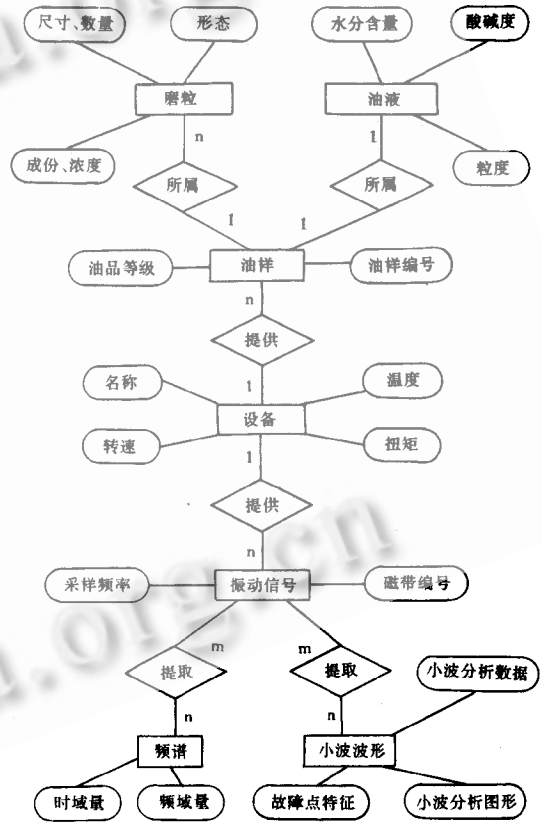 尺寸、数量
形态
水分含量
酸碱度
磨粒
油液
n
1
成份、浓度
所属
所属
粒度
1
1
油品等级
油样
油样编号
n
提供
1
名称
温度
设备
转速
扭矩
1
提供
n
采样频率
振动信号
磁带编号
m
m
提取
提取
小波分析数据
n
n
频谱
小波波形
时域量
频域量
故障点特征
小波分析图形
.org.cn